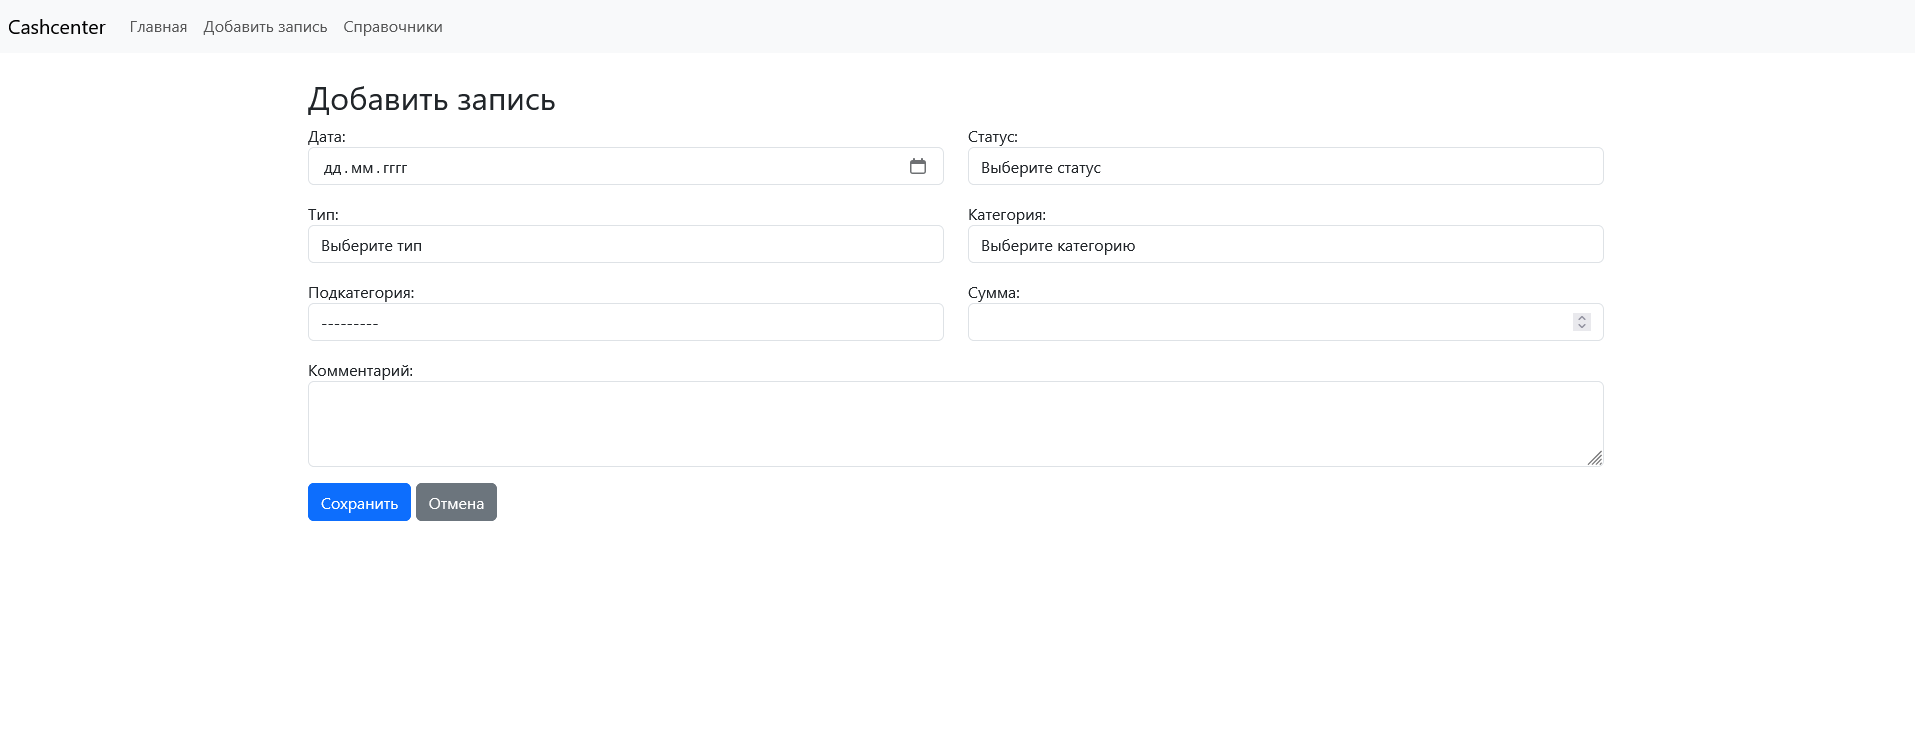 Cashcenter Главная Добавить запись Справочники
Добавить запись
Дата: Статус:
дд.мм.гггг Выберите статус
Тип: Категория:
Выберите тип Выберите категорию
Подкатегория: Сумма:
---------
Комментарий:
Сохранить Отмена